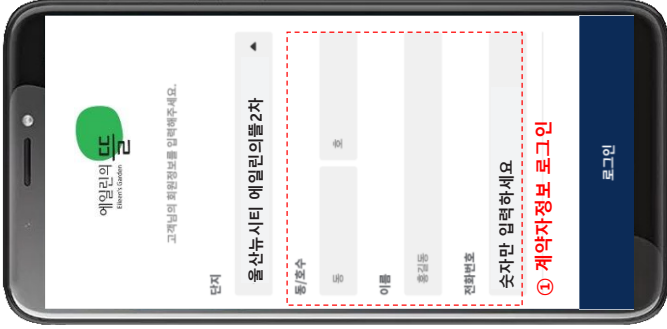 에일린의 뜰
Eileen's Garden
고객님의 회원정보를 입력해주세요.
단지
울산뉴시티 에일린의뜰2차
동/호수
동 호
이름
홍길동
전화번호
숫자만 입력하세요
① 계약자정보 로그인
로그인